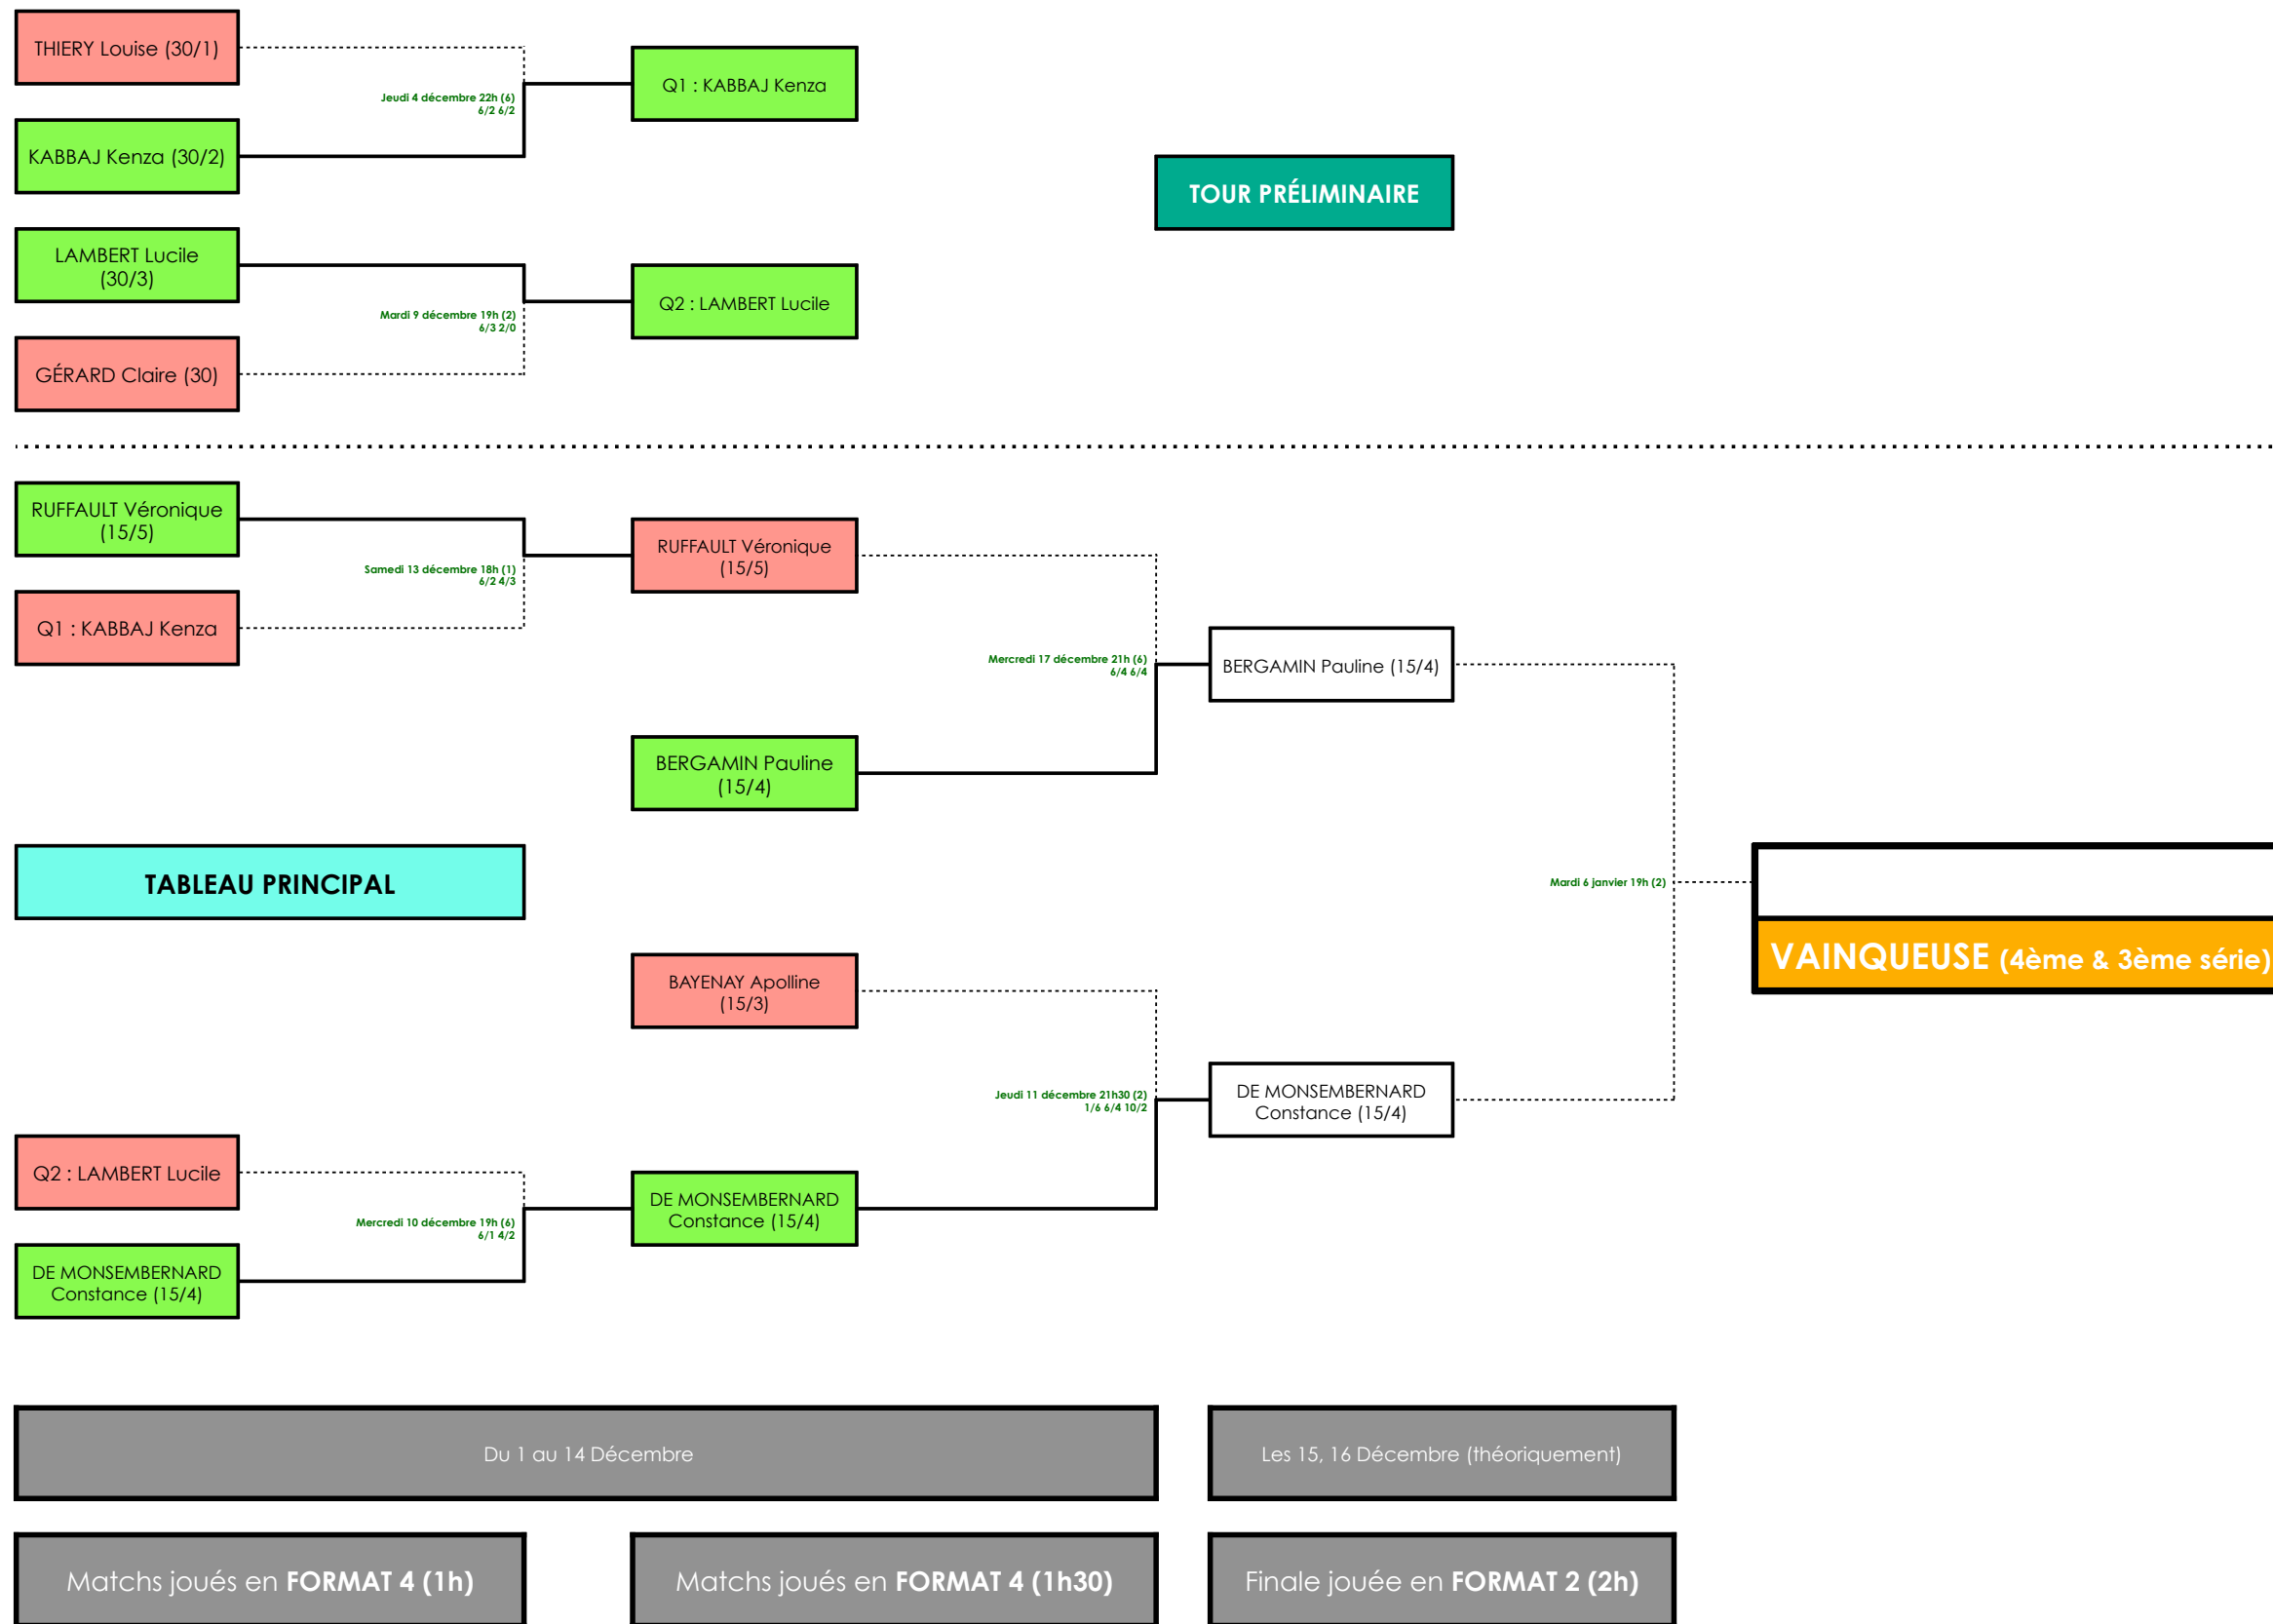 THIERY Louise (30/1)
Q1 : KABBAJ Kenza
Jeudi 4 décembre 22h (6)
6/2 6/2
KABBAJ Kenza (30/2)
TOUR PRÉLIMINAIRE
LAMBERT Lucile
(30/3)
Q2 : LAMBERT Lucile
Mardi 9 décembre 19h (2)
6/3 2/0
GÉRARD Claire (30)
RUFFAULT Véronique
(15/5)
RUFFAULT Véronique
(15/5)
Samedi 13 décembre 18h (1)
6/2 4/3
Q1 : KABBAJ Kenza
Mercredi 17 décembre 21h (6)
6/4 6/4
BERGAMIN Pauline (15/4)
BERGAMIN Pauline
(15/4)
TABLEAU PRINCIPAL
Mardi 6 janvier 19h (2)
VAINQUEUSE (4ème & 3ème série)
BAYENAY Apolline
(15/3)
Jeudi 11 décembre 21h30 (2)
1/6 6/4 10/2
DE MONSEMBERNARD
Constance (15/4)
Q2 : LAMBERT Lucile
DE MONSEMBERNARD
Constance (15/4)
Mercredi 10 décembre 19h (6)
6/1 4/2
DE MONSEMBERNARD
Constance (15/4)
Du 1 au 14 Décembre
Les 15, 16 Décembre (théoriquement)
Matchs joués en FORMAT 4 (1h)
Matchs joués en FORMAT 4 (1h30)
Finale jouée en FORMAT 2 (2h)